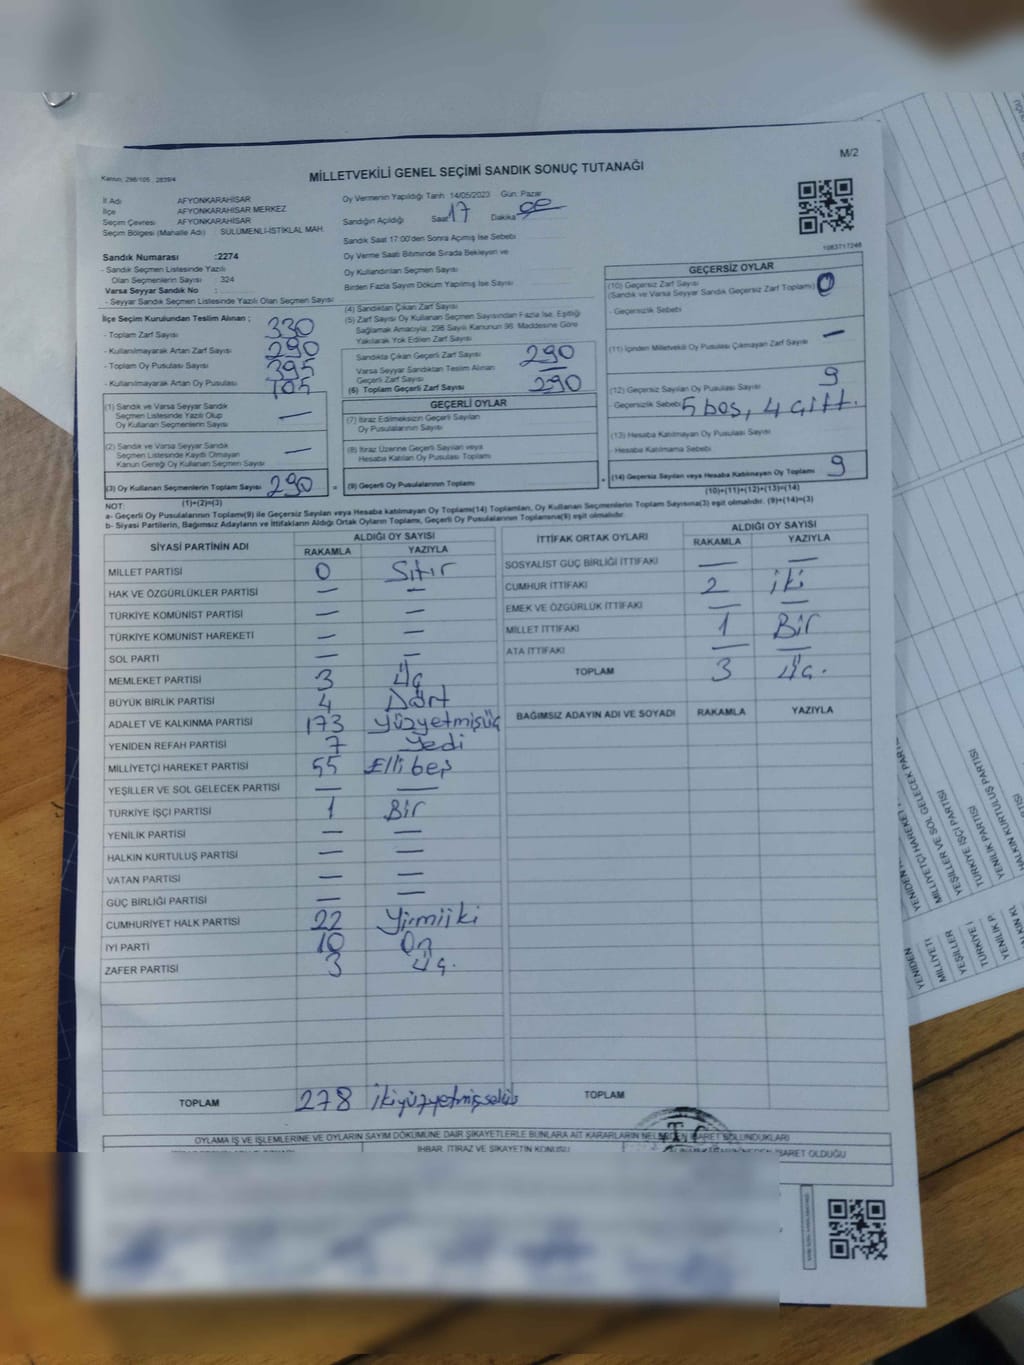 M/2
Kanun: 298/105 , 2839/4
MİLLETVEKİLİ GENEL SEÇİMİ SANDIK SONUÇ TUTANAĞI
İl Adı AFYONKARAHİSAR
İlçe AFYONKARAHİSAR MERKEZ
Seçim Çevresi AFYONKARAHİSAR
Seçim Bölgesi (Mahalle Adı) : SÜLÜMENLİ-İSTİKLAL MAH.
Oy Vermenin Yapıldığı Tarih 14/05/2023 Gün: Pazar
Sandığın Açıldığı Saat 17 Dakika
Sandık Saat 17:00'den Sonra Açımış İse Sebebi
Oy Verme Saati Bitiminde Sırada Bekleyen ve
Oy Kullandırılan Seçmen Sayısı
Birden Fazla Sayım Döküm Yapılmış İse Sayısı
Sandık Numarası :2274
- Sandık Seçmen Listesinde Yazılı
Olan Seçmenlerin Sayısı : 324
Varsa Seyyar Sandık No :
- Seyyar Sandık Seçmen Listesinde Yazılı Olan Seçmen Sayısı
İlçe Seçim Kurulundan Teslim Alınan ;
- Toplam Zarf Sayısı 330
- Kullanılmayarak Artan Zarf Sayısı 290
- Toplam Oy Pusulası Sayısı 395
- Kullanılmayarak Artan Oy Pusulası 105
(1) Sandık ve Varsa Seyyar Sandık
Seçmen Listesinde Yazılı Olup
Oy Kullanan Seçmenlerin Sayısı —
(2) Sandık ve Varsa Seyyar Sandık
Seçmen Listesinde Kayıtlı Olmayan
Kanun Gereği Oy Kullanan Seçmen Sayısı —
(3) Oy Kullanan Seçmenlerin Toplam Sayısı 290
(1)+(2)=(3)
(4) Sandıktan Çıkan Zarf Sayısı
(5) Zarf Sayısı Oy Kullanan Seçmen Sayısından Fazla İse, Eşitliği
Sağlamak Amacıyla; 298 Sayılı Kanunun 98. Maddesine Göre
Yakılarak Yok Edilen Zarf Sayısı
Sandıkta Çıkan Geçerli Zarf Sayısı 290
Varsa Seyyar Sandıktan Teslim Alınan
Geçerli Zarf Sayısı —
(6) Toplam Geçerli Zarf Sayısı 290
GEÇERLİ OYLAR
(7) İtiraz Edilmeksizin Geçerli Sayılan
Oy Pusulalarının Sayısı
(8) İtiraz Üzerine Geçerli Sayılan veya
Hesaba Katılan Oy Pusulası Toplamı
(9) Geçerli Oy Pusulalarının Toplamı
1063717246
GEÇERSİZ OYLAR
(10) Geçersiz Zarf Sayısı
(Sandık ve Varsa Seyyar Sandık Geçersiz Zarf Toplamı) 0
- Geçersizlik Sebebi
(11) İçinden Milletvekili Oy Pusulası Çıkmayan Zarf Sayısı —
(12) Geçersiz Sayılan Oy Pusulası Sayısı 9
- Geçersizlik Sebebi 5 boş, 4 çift.
(13) Hesaba Katılmayan Oy Pusulası Sayısı
- Hesaba Katılmama Sebebi
(14) Geçersiz Sayılan veya Hesaba Katılmayan Oy Toplamı 9
(10)+(11)+(12)+(13)=(14)
NOT:
a- Geçerli Oy Pusulalarının Toplamı(9) ile Geçersiz Sayılan veya Hesaba katılmayan Oy Toplamı(14) Toplamları, Oy Kullanan Seçmenlerin Toplam Sayısına(3) eşit olmalıdır. (9)+(14)=(3)
b- Siyasi Partilerin, Bağımsız Adayların ve İttifakların Aldığı Ortak Oyların Toplamı, Geçerli Oy Pusulalarının Toplamına(9) eşit olmalıdır.
SİYASİ PARTİNİN ADI ALDIĞI OY SAYISI
RAKAMLA YAZIYLA
MİLLET PARTİSİ 0 Sıfır
HAK VE ÖZGÜRLÜKLER PARTİSİ — —
TÜRKİYE KOMÜNİST PARTİSİ — —
TÜRKİYE KOMÜNİST HAREKETİ — —
SOL PARTİ — —
MEMLEKET PARTİSİ 3 Üç
BÜYÜK BİRLİK PARTİSİ 4 Dört
ADALET VE KALKINMA PARTİSİ 173 yüzyetmişüç
YENİDEN REFAH PARTİSİ 7 Yedi
MİLLİYETÇİ HAREKET PARTİSİ 55 Elli beş
YEŞİLLER VE SOL GELECEK PARTİSİ — —
TÜRKİYE İŞÇİ PARTİSİ 1 Bir
YENİLİK PARTİSİ — —
HALKIN KURTULUŞ PARTİSİ — —
VATAN PARTİSİ — —
GÜÇ BİRLİĞİ PARTİSİ — —
CUMHURİYET HALK PARTİSİ 22 Yirmiiki
İYİ PARTİ 10 On
ZAFER PARTİSİ 3 Üç.
TOPLAM 278 ikiyüzyetmişsekiz
İTTİFAK ORTAK OYLARI ALDIĞI OY SAYISI
RAKAMLA YAZIYLA
SOSYALİST GÜÇ BİRLİĞİ İTTİFAKI — —
CUMHUR İTTİFAKI 2 iki
EMEK VE ÖZGÜRLÜK İTTİFAKI — —
MİLLET İTTİFAKI 1 Bir
ATA İTTİFAKI — —
TOPLAM 3 Üç.
BAĞIMSIZ ADAYIN ADI VE SOYADI RAKAMLA YAZIYLA
TOPLAM
OYLAMA İŞ VE İŞLEMLERİNE VE OYLARIN SAYIM DÖKÜMÜNE DAİR ŞİKAYETLERLE BUNLARA AİT KARARLARIN NELERDEN İBARET BULUNDUKLARI
İHBAR, İTİRAZ VE ŞİKAYETİN KONUSU
T.C.
YENİDEN
MİLLİYETÇİ HAREKET
YEŞİLLER VE SOL GELECEK PARTİSİ
TÜRKİYE İŞÇİ PARTİSİ
YENİLİK PARTİSİ
HALKIN KURTULUŞ PARTİSİ
YENİDEN
MİLLİYETİ
YEŞİLLER
TÜRKİYE İ
YENİLİK P